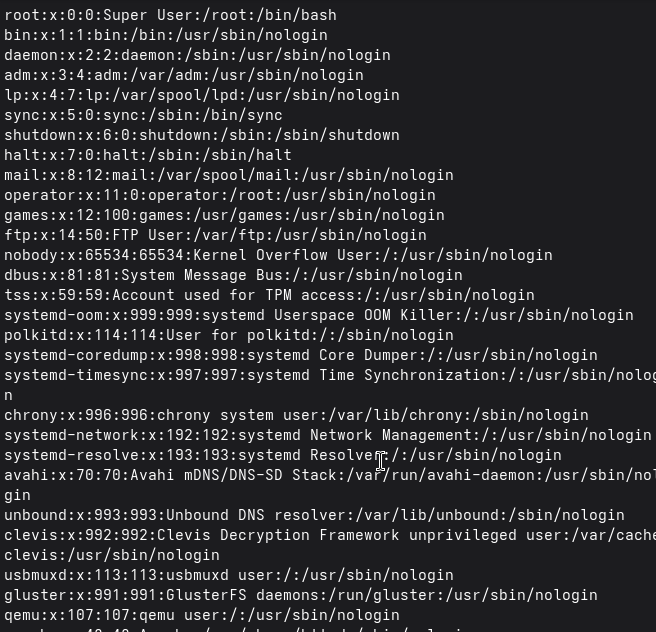 root:x:0:0:Super User:/root:/bin/bash
bin:x:1:1:bin:/bin:/usr/sbin/nologin
daemon:x:2:2:daemon:/sbin:/usr/sbin/nologin
adm:x:3:4:adm:/var/adm:/usr/sbin/nologin
lp:x:4:7:lp:/var/spool/lpd:/usr/sbin/nologin
sync:x:5:0:sync:/sbin:/bin/sync
shutdown:x:6:0:shutdown:/sbin:/sbin/shutdown
halt:x:7:0:halt:/sbin:/sbin/halt
mail:x:8:12:mail:/var/spool/mail:/usr/sbin/nologin
operator:x:11:0:operator:/root:/usr/sbin/nologin
games:x:12:100:games:/usr/games:/usr/sbin/nologin
ftp:x:14:50:FTP User:/var/ftp:/usr/sbin/nologin
nobody:x:65534:65534:Kernel Overflow User:/:/usr/sbin/nologin
dbus:x:81:81:System Message Bus:/:/usr/sbin/nologin
tss:x:59:59:Account used for TPM access:/:/usr/sbin/nologin
systemd-oom:x:999:999:systemd Userspace OOM Killer:/:/usr/sbin/nologin
polkitd:x:114:114:User for polkitd:/:/sbin/nologin
systemd-coredump:x:998:998:systemd Core Dumper:/:/usr/sbin/nologin
systemd-timesync:x:997:997:systemd Time Synchronization:/:/usr/sbin/nolog
n
chrony:x:996:996:chrony system user:/var/lib/chrony:/sbin/nologin
systemd-network:x:192:192:systemd Network Management:/:/usr/sbin/nologin
systemd-resolve:x:193:193:systemd Resolver:/:/usr/sbin/nologin
avahi:x:70:70:Avahi mDNS/DNS-SD Stack:/var/run/avahi-daemon:/usr/sbin/nol
gin
unbound:x:993:993:Unbound DNS resolver:/var/lib/unbound:/sbin/nologin
clevis:x:992:992:Clevis Decryption Framework unprivileged user:/var/cache
clevis:/usr/sbin/nologin
usbmuxd:x:113:113:usbmuxd user:/:/usr/sbin/nologin
gluster:x:991:991:GlusterFS daemons:/run/gluster:/sbin/nologin
qemu:x:107:107:qemu user:/:/usr/sbin/nologin